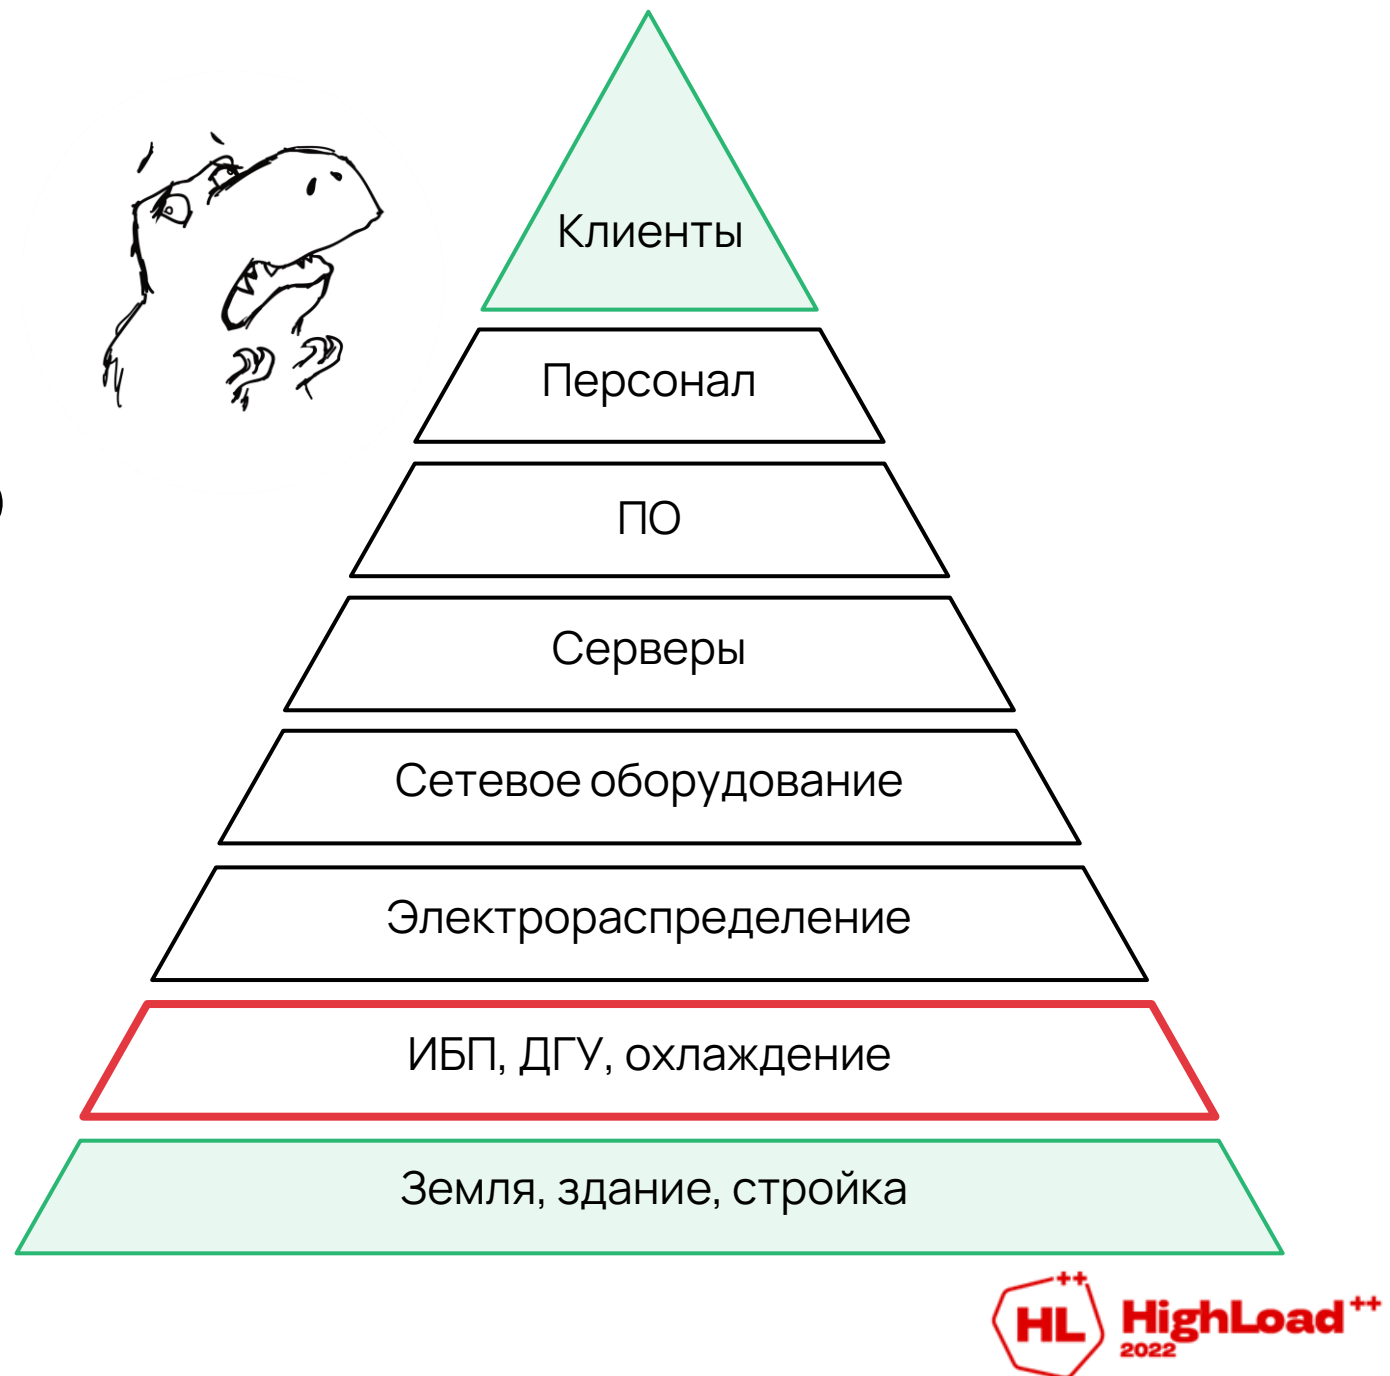 Клиенты
Персонал
ПО
Серверы
Сетевое оборудование
Электрораспределение
ИБП, ДГУ, охлаждение
Земля, здание, стройка
++
HL
HighLoad++
2022